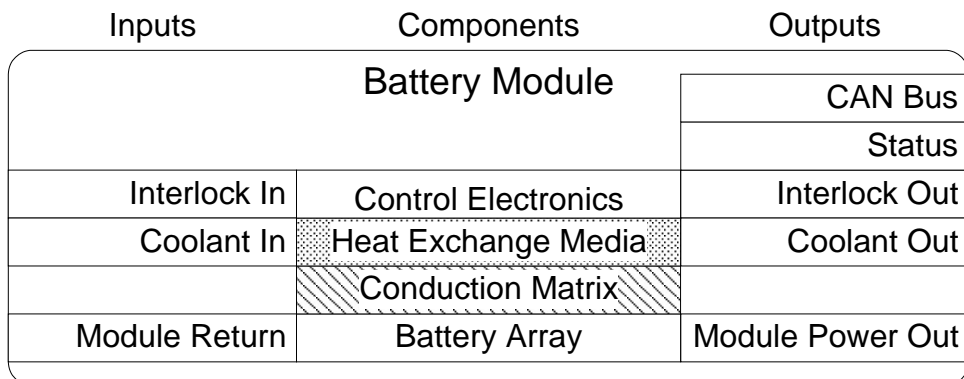 Inputs Components Outputs
Battery Module
CAN Bus
Status
Interlock In Control Electronics Interlock Out
Coolant In Heat Exchange Media Coolant Out
Conduction Matrix
Module Return Battery Array Module Power Out